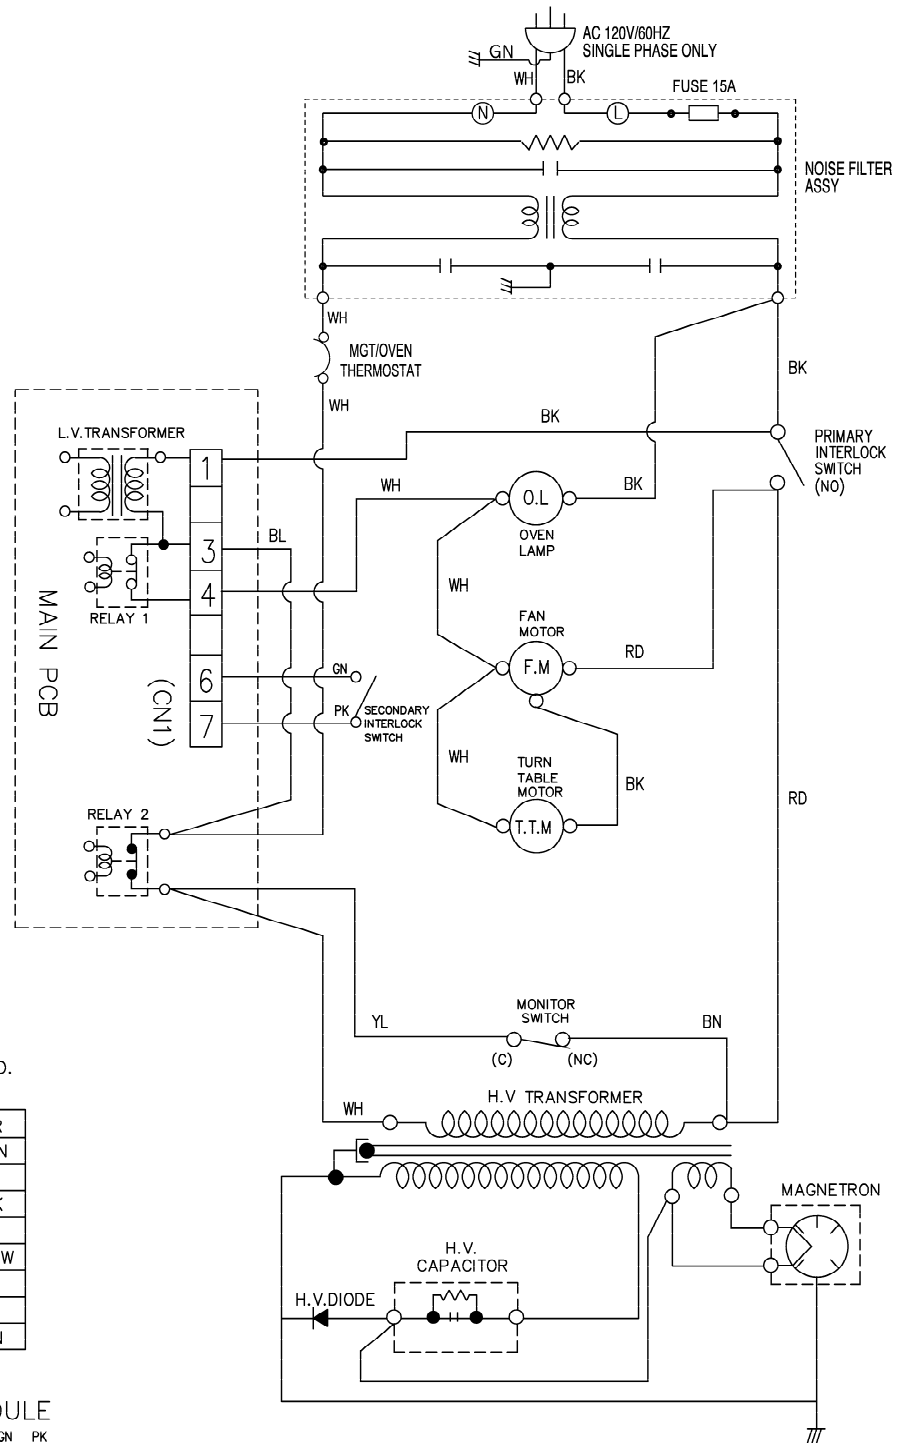 AC 120V/60HZ
SINGLE PHASE ONLY
GN
WH
BK
FUSE 15A
N
L
NOISE FILTER
ASSY
WH
MGT/OVEN
THERMOSTAT
WH
BK
BK
L.V.TRANSFORMER
1
PRIMARY
INTERLOCK
SWITCH
(NO)
WH
O.L
BK
OVEN
LAMP
BL
3
4
RELAY 1
WH
FAN
MOTOR
F.M
RD
MAIN PCB
(CN1)
6
GN
7
PK
SECONDARY
INTERLOCK
SWITCH
WH
TURN
TABLE
MOTOR
BK
T.T.M
RD
RELAY 2
MONITOR
SWITCH
YL
BN
(C)
(NC)
H.V TRANSFORMER
WH
MAGNETRON
H.V.
CAPACITOR
H.V.DIODE
O.
R
N
K
W
N
DULE
GN PK